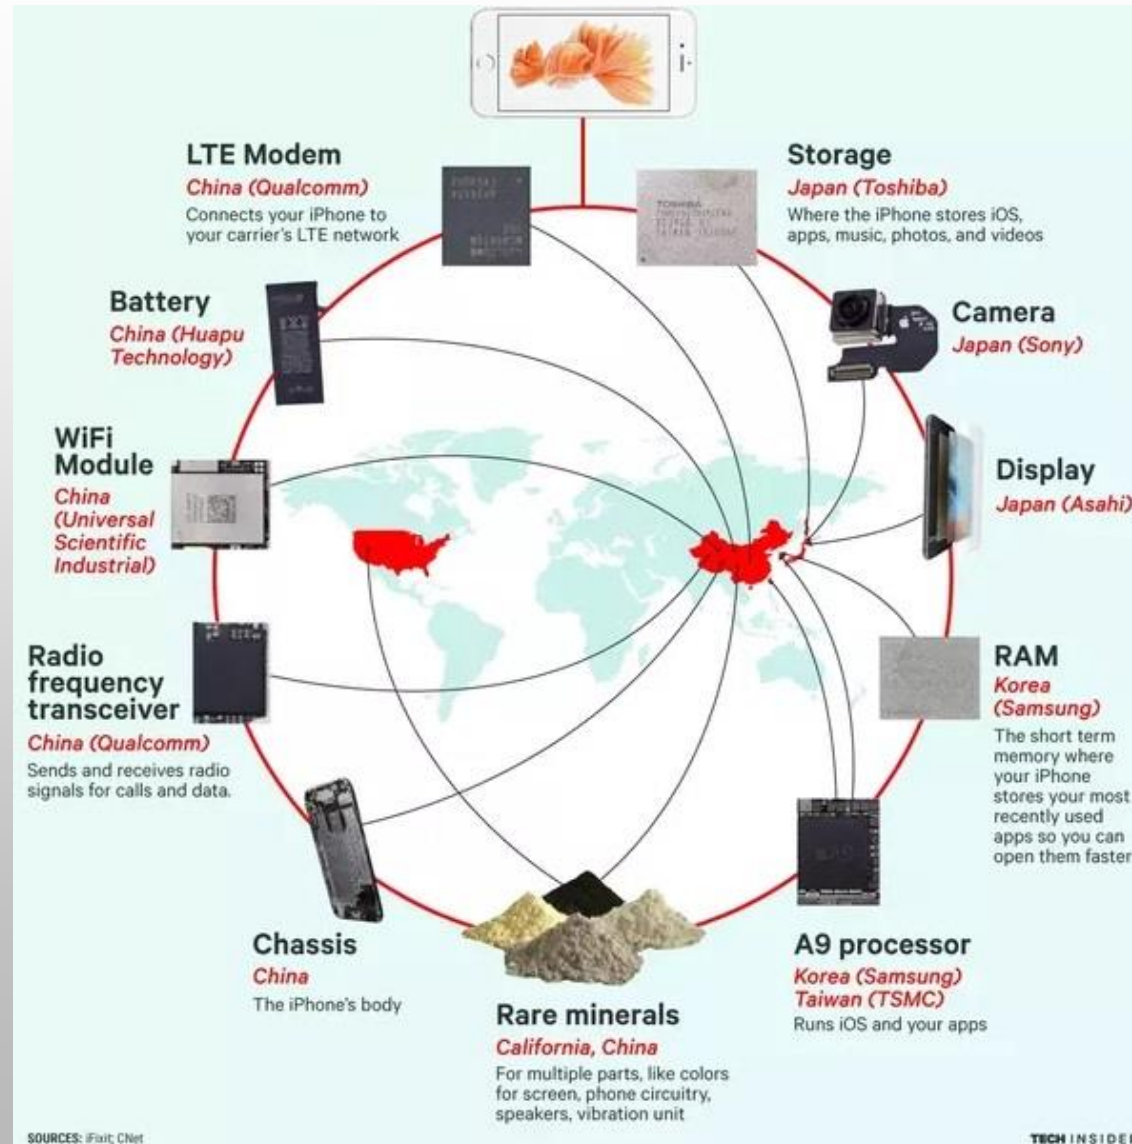 LTE Modem
China (Qualcomm)
Connects your iPhone to
your carrier's LTE network
Storage
Japan (Toshiba)
Where the iPhone stores iOS,
apps, music, photos, and videos
TOSHIBA
Battery
China (Huapu
Technology)
Camera
Japan (Sony)
WiFi
Module
China
(Universal
Scientific
Industrial)
Display
Japan (Asahi)
Radio
frequency
transceiver
China (Qualcomm)
Sends and receives radio
signals for calls and data.
RAM
Korea
(Samsung)
The short term
memory where
your iPhone
stores your most
recently used
apps so you can
open them faster
Chassis
China
The iPhone's body
Rare minerals
California, China
For multiple parts, like colors
for screen, phone circuitry,
speakers, vibration unit
A9 processor
Korea (Samsung)
Taiwan (TSMC)
Runs iOS and your apps
SOURCES: iFixit; CNet
TECH INSIDER